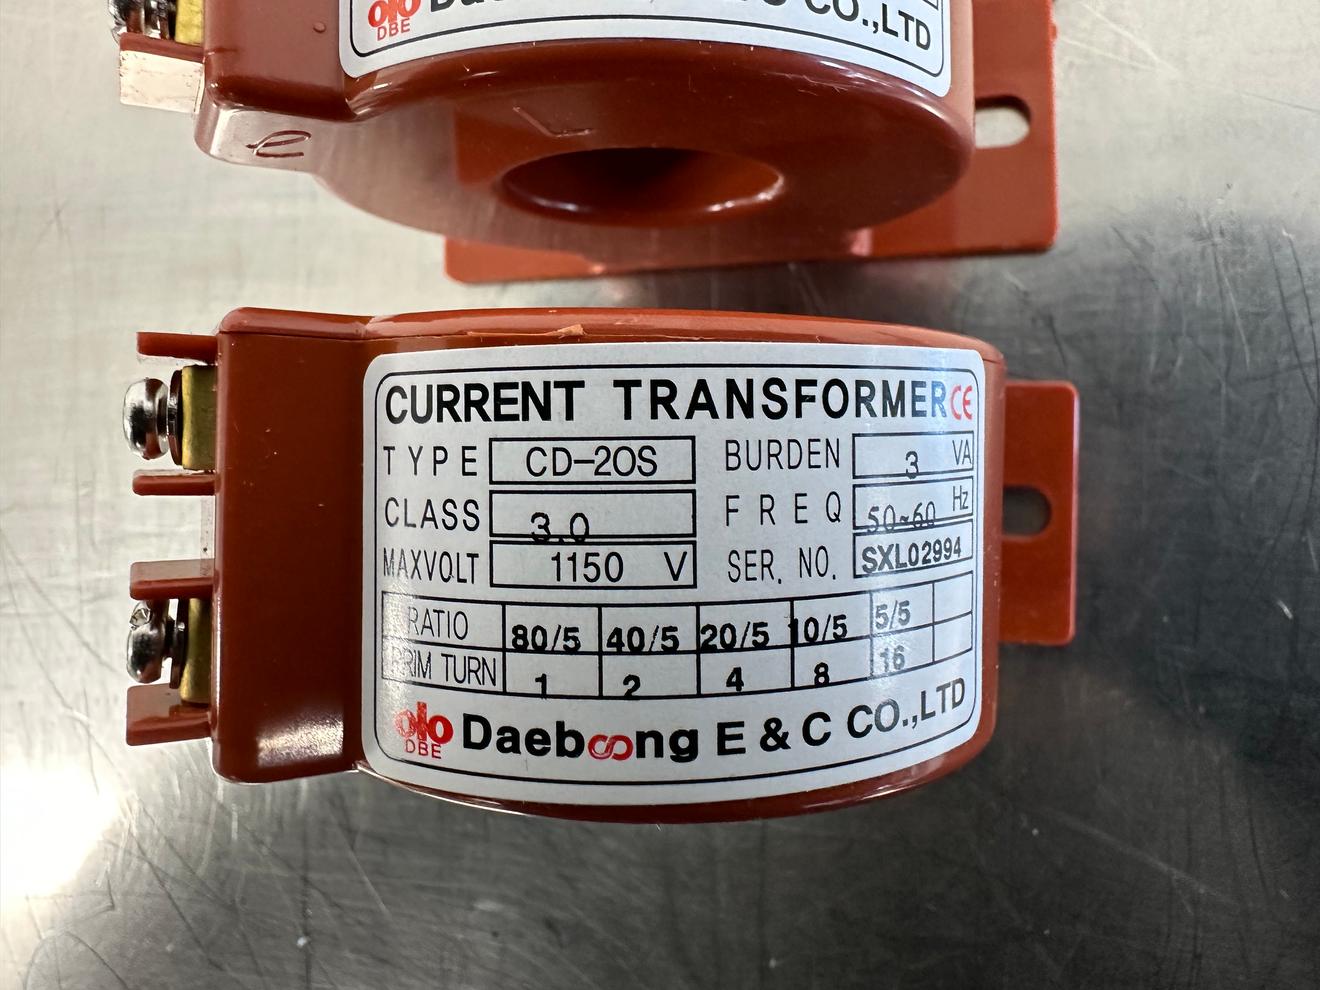 DBE CO.,LTD
ℓ L
CURRENT TRANSFORMER CE
TYPE CD-20S BURDEN 3 VA
CLASS 3.0 FREQ 50~60 Hz
MAXVOLT 1150 V SER. NO. SXL02994
RATIO 80/5 40/5 20/5 10/5 5/5
PRIM TURN 1 2 4 8 16
DBE Daeboong E & C CO.,LTD